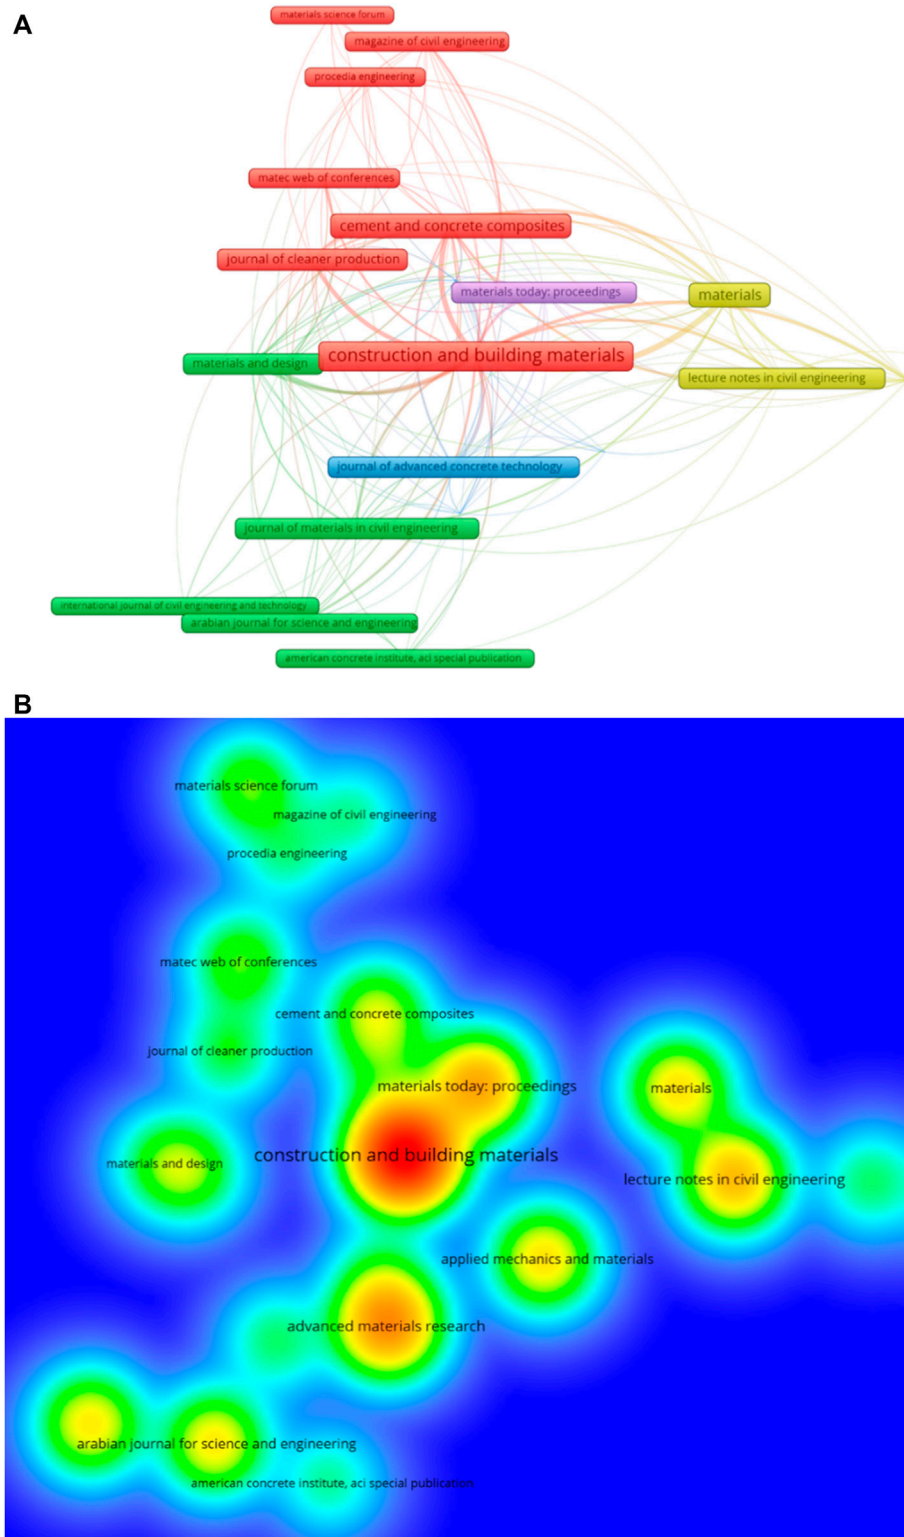 A
materials science forum
magazine of civil engineering
procedia engineering
matec web of conferences
cement and concrete composites
journal of cleaner production
materials today: proceedings
materials
construction and building materials
materials and design
lecture notes in civil engineering
journal of advanced concrete technology
journal of materials in civil engineering
international journal of civil engineering and technology
arabian journal for science and engineering
american concrete institute, aci special publication
B
materials science forum
magazine of civil engineering
procedia engineering
matec web of conferences
cement and concrete composites
journal of cleaner production
materials today: proceedings
materials
construction and building materials
materials and design
lecture notes in civil engineering
applied mechanics and materials
advanced materials research
arabian journal for science and engineering
american concrete institute, aci special publication